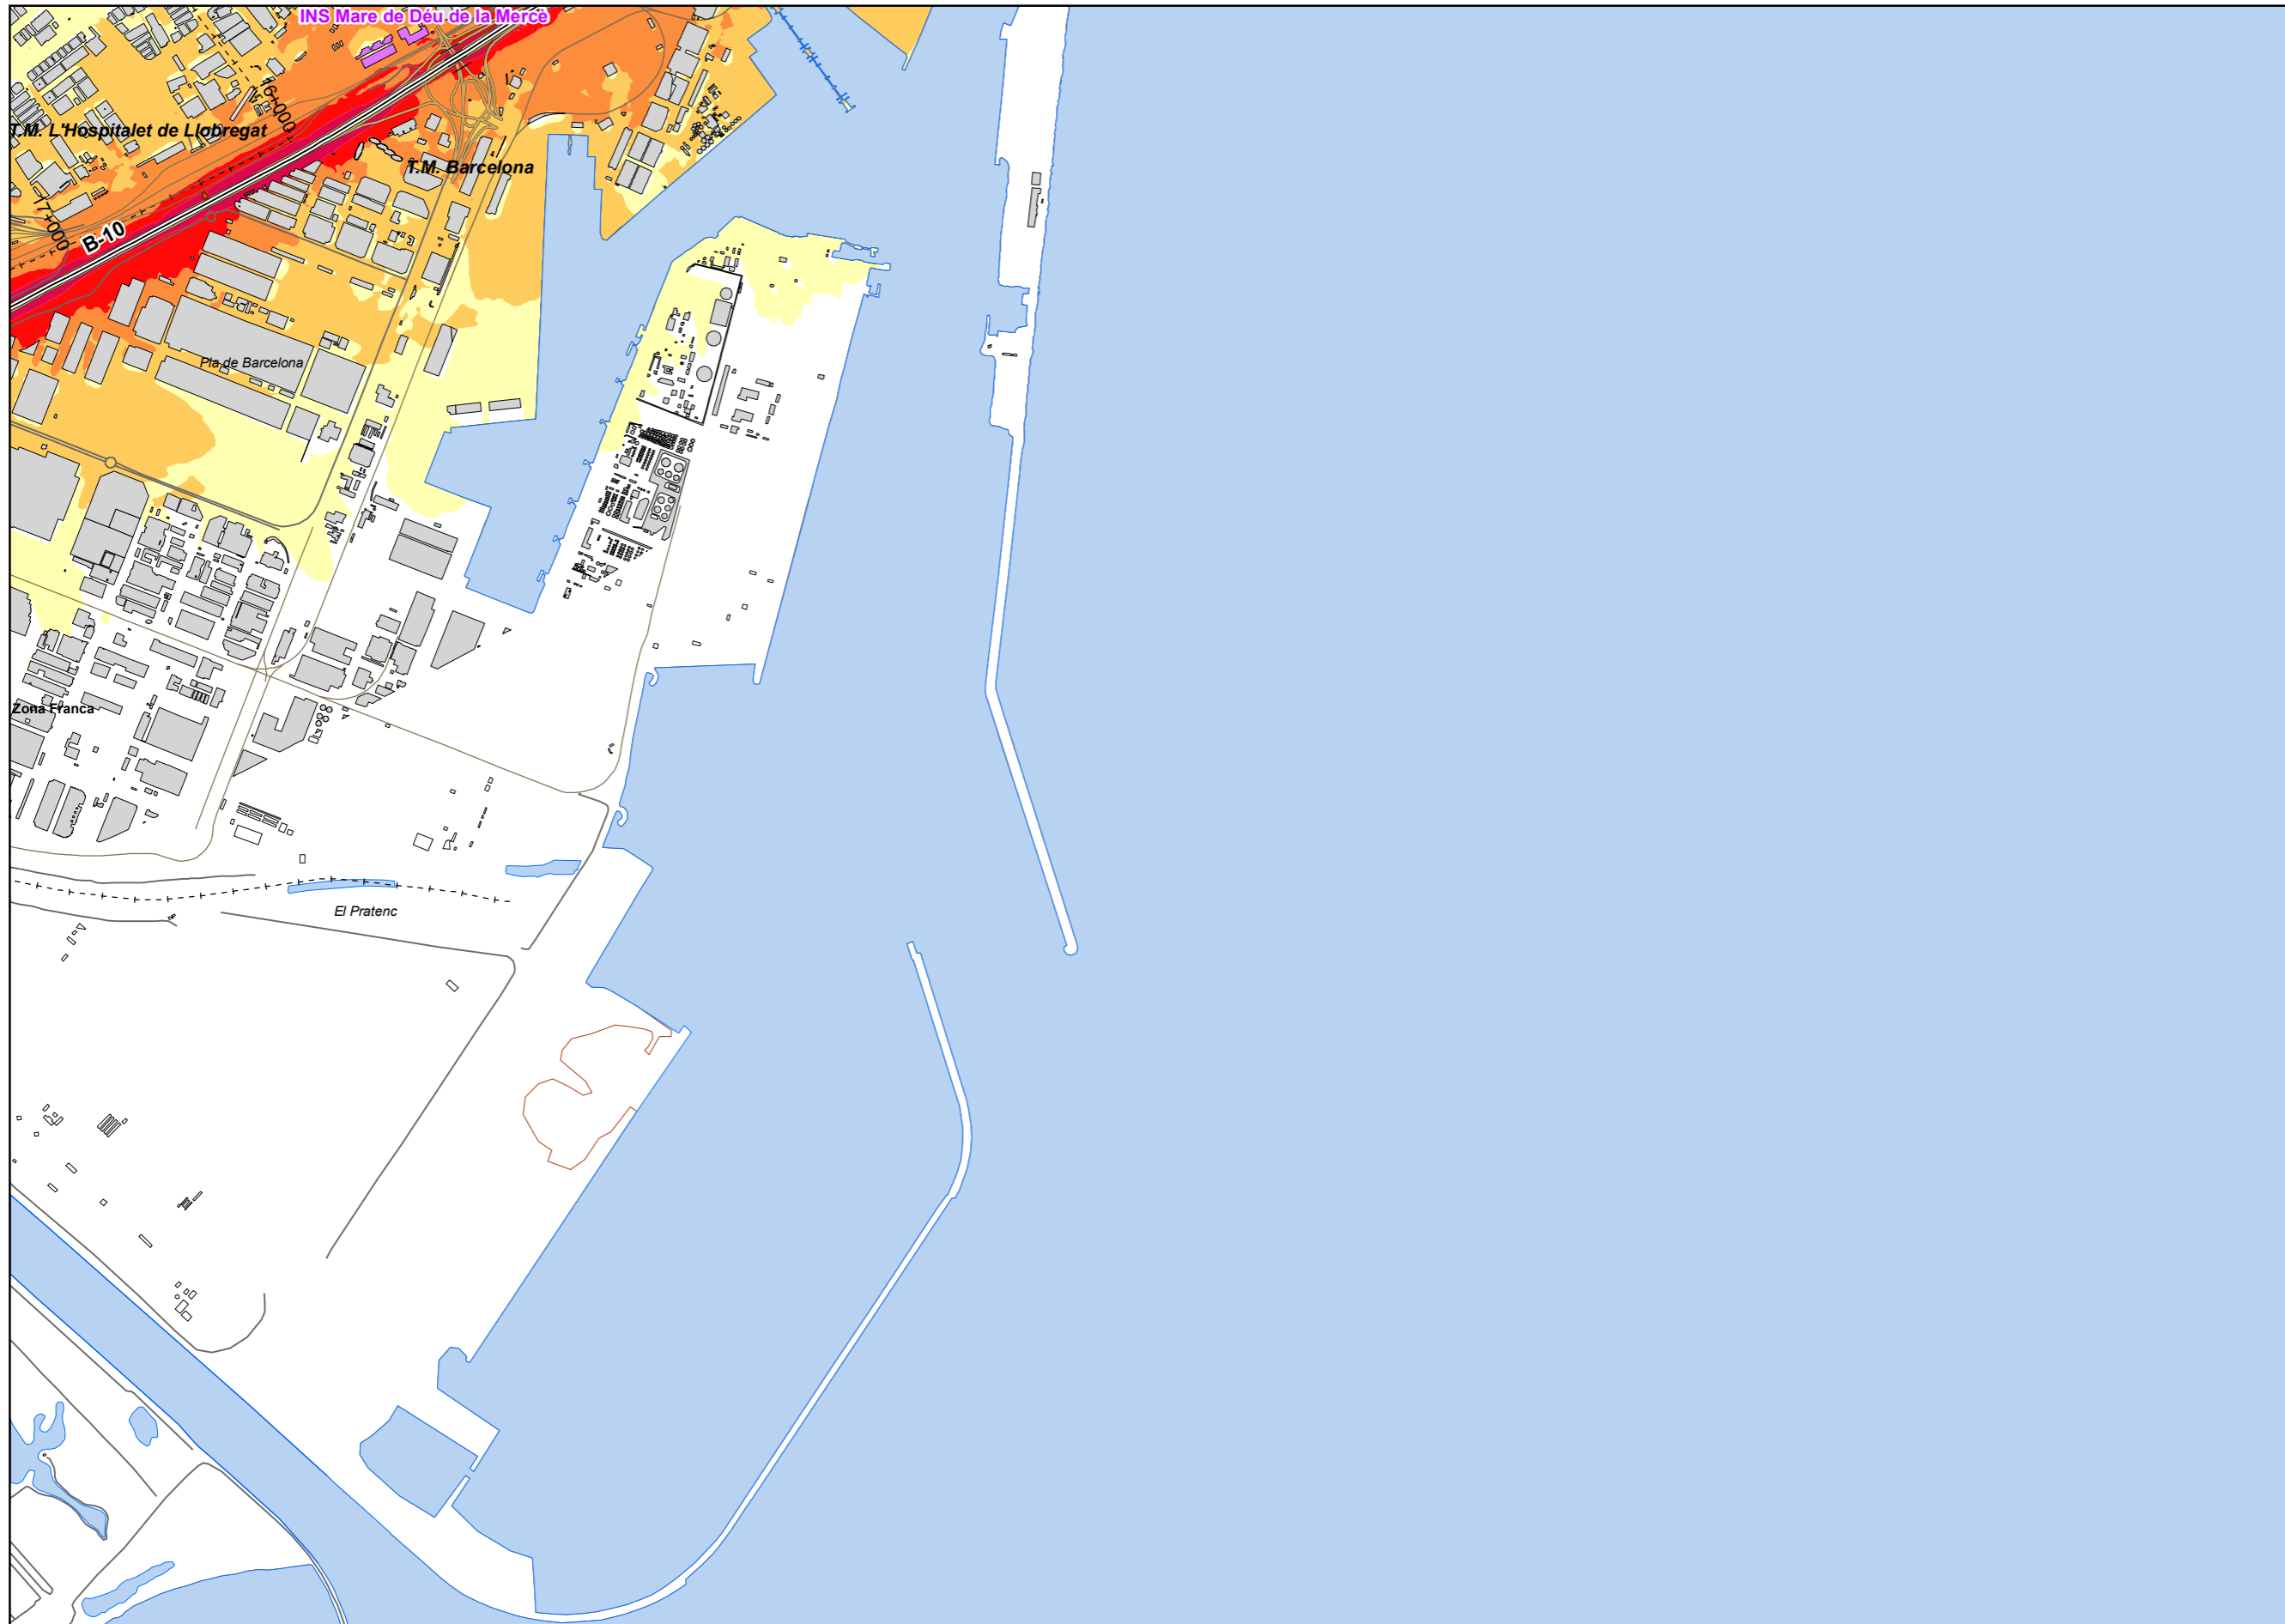 INS Mare de Déu de la Mercè
16+000
T.M. L'Hospitalet de Llobregat
T.M. Barcelona
17+000
B-10
Pla de Barcelona
Zona Franca
El Pratenc